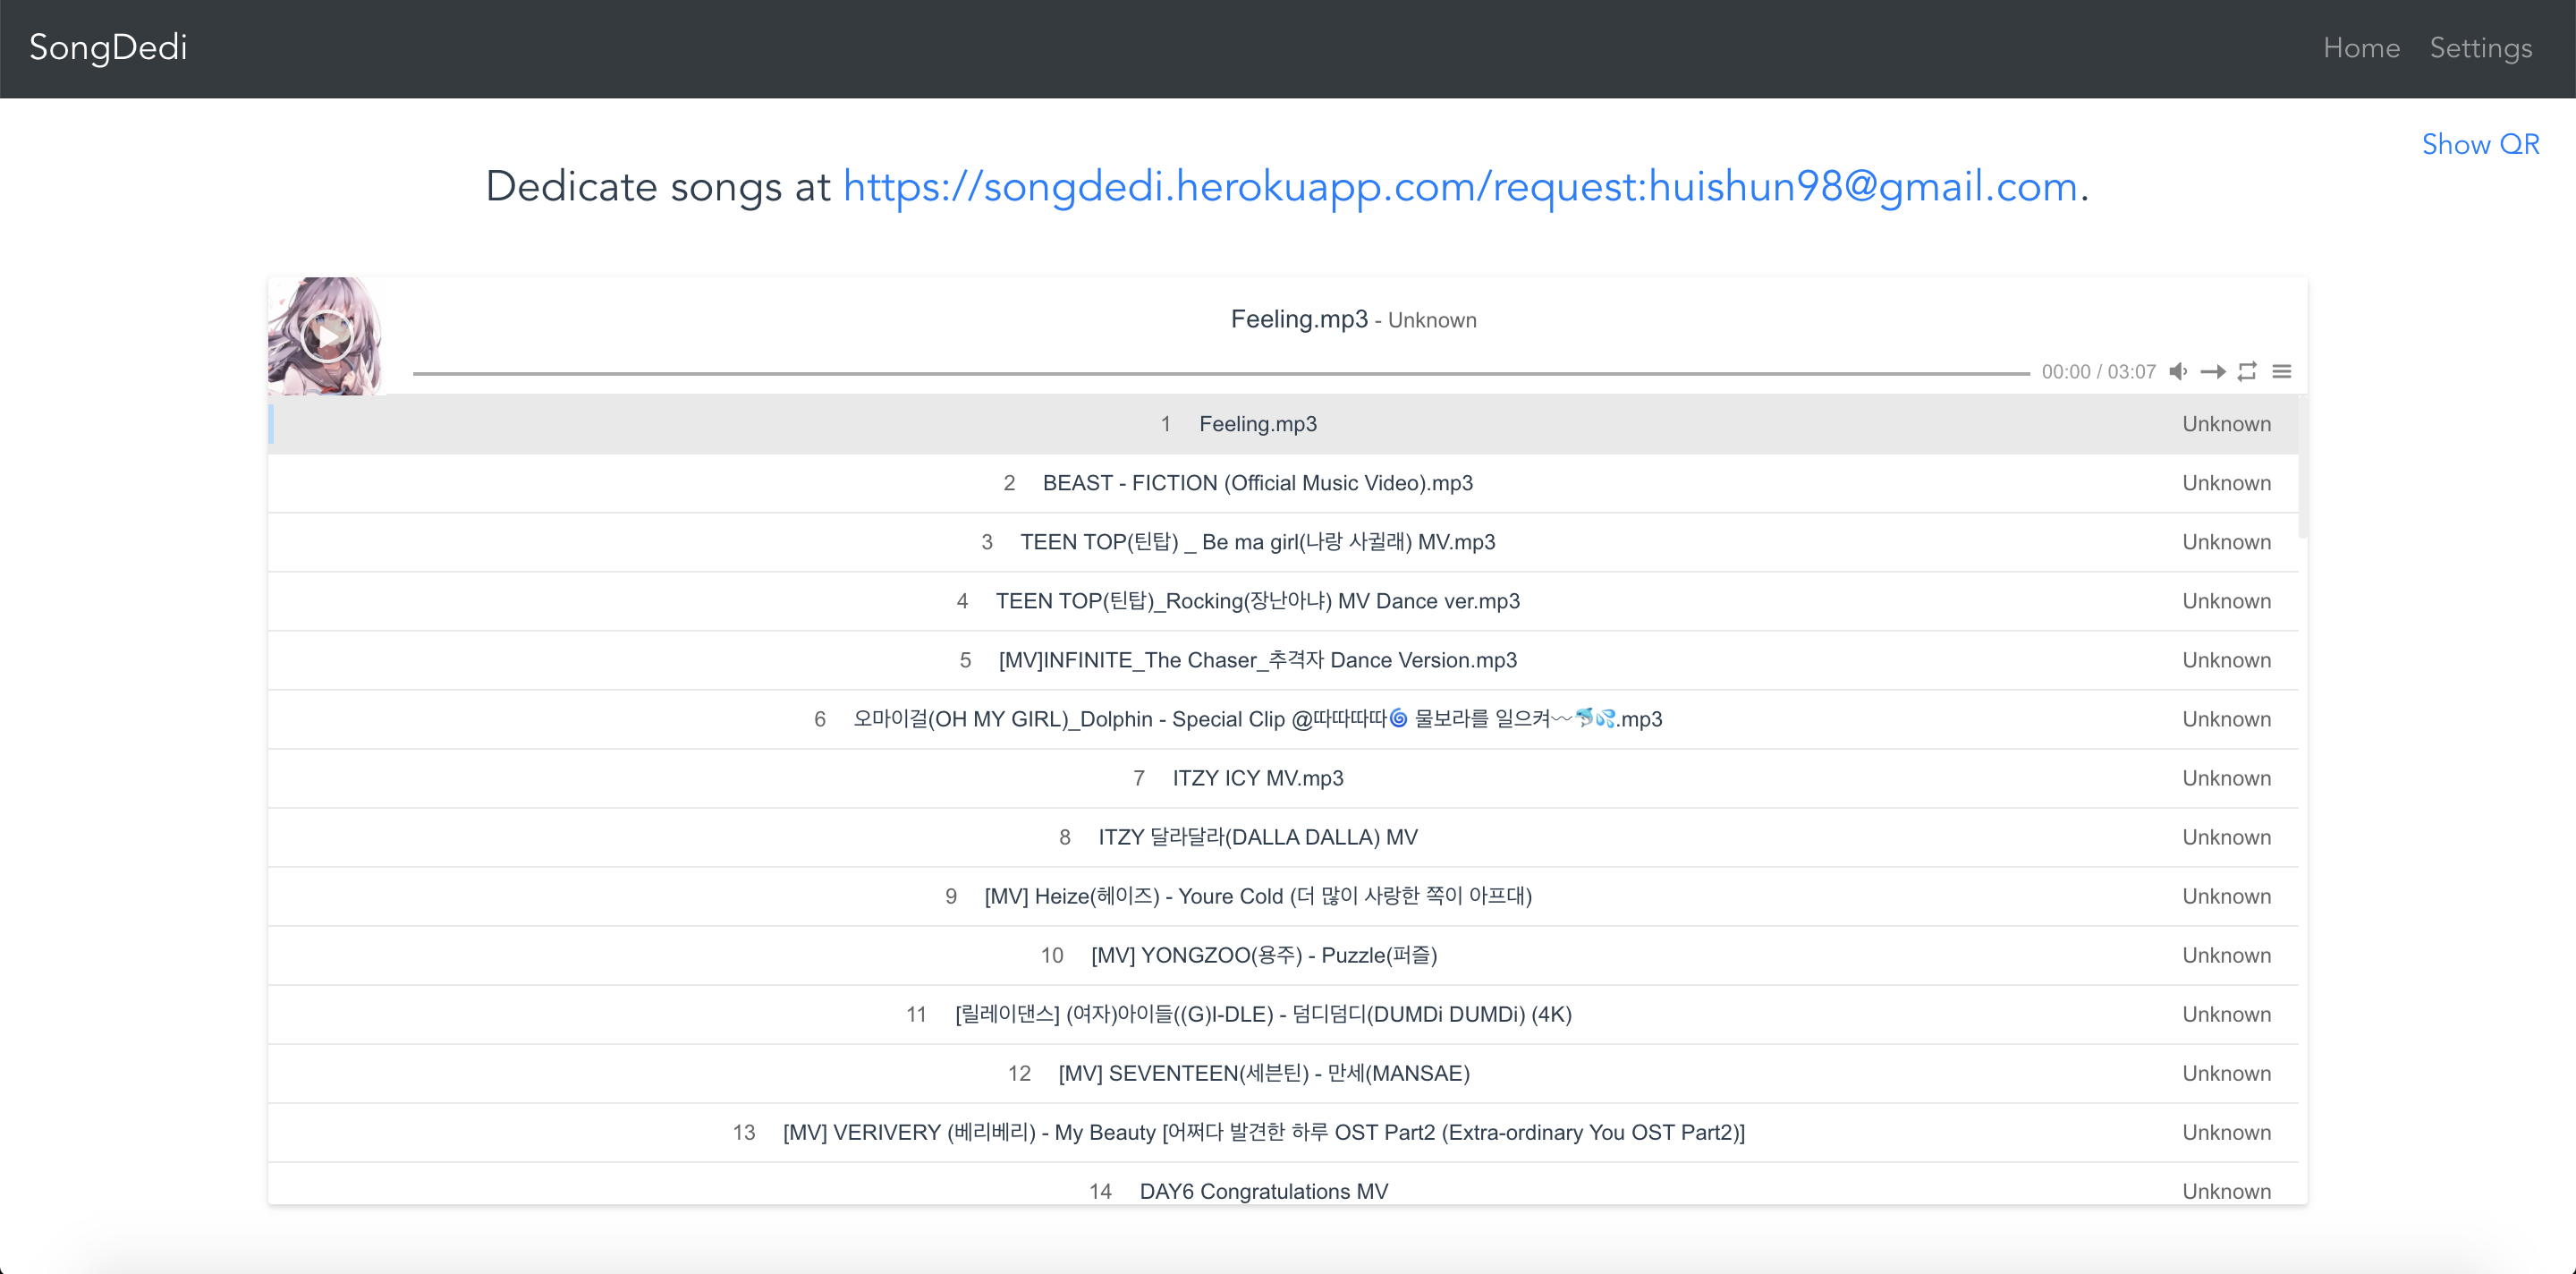 SongDedi
Home Settings
Show QR
Dedicate songs at https://songdedi.herokuapp.com/request:huishun98@gmail.com.
Feeling.mp3 - Unknown
00:00 / 03:07
1 Feeling.mp3 Unknown
2 BEAST - FICTION (Official Music Video).mp3 Unknown
3 TEEN TOP(틴탑) _ Be ma girl(나랑 사귈래) MV.mp3 Unknown
4 TEEN TOP(틴탑)_Rocking(장난아냐) MV Dance ver.mp3 Unknown
5 [MV]INFINITE_The Chaser_추격자 Dance Version.mp3 Unknown
6 오마이걸(OH MY GIRL)_Dolphin - Special Clip @따따따따🌀 물보라를 일으켜〰🐬💦.mp3 Unknown
7 ITZY ICY MV.mp3 Unknown
8 ITZY 달라달라(DALLA DALLA) MV Unknown
9 [MV] Heize(헤이즈) - Youre Cold (더 많이 사랑한 쪽이 아프대) Unknown
10 [MV] YONGZOO(용주) - Puzzle(퍼즐) Unknown
11 [릴레이댄스] (여자)아이들((G)I-DLE) - 덤디덤디(DUMDi DUMDi) (4K) Unknown
12 [MV] SEVENTEEN(세븐틴) - 만세(MANSAE) Unknown
13 [MV] VERIVERY (베리베리) - My Beauty [어쩌다 발견한 하루 OST Part2 (Extra-ordinary You OST Part2)] Unknown
14 DAY6 Congratulations MV Unknown